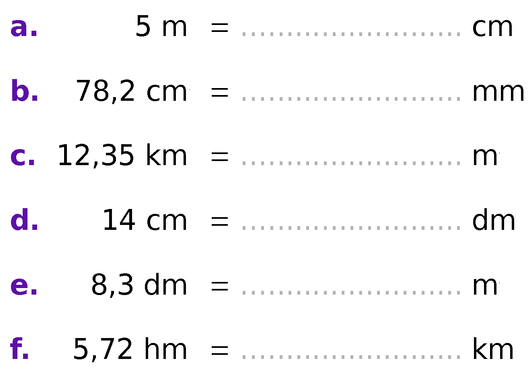 a. 5 m = .......................... cm
b. 78,2 cm = .......................... mm
c. 12,35 km = .......................... m
d. 14 cm = .......................... dm
e. 8,3 dm = .......................... m
f. 5,72 hm = .......................... km